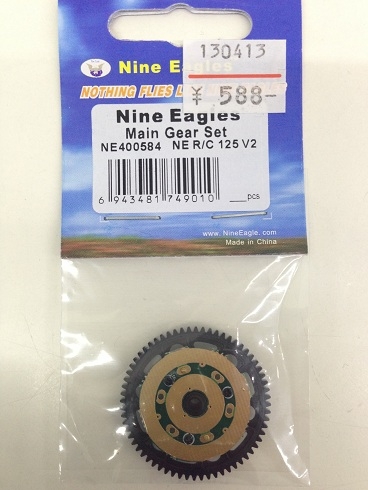 Nine Eagles
130413
NOTHING FLIES L
¥ 588-
Nine Eagles
Main Gear Set
NE400584 NE R/C 125 V2
6 943481 749010
pcs
www.NineEagle.com
Made in China